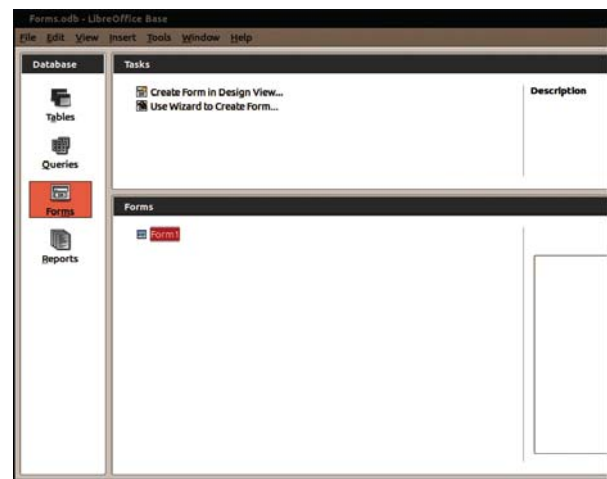 Forms.odb - LibreOffice Base
File Edit View Insert Tools Window Help
Database
Tables
Queries
Forms
Reports
Tasks
Create Form in Design View...
Use Wizard to Create Form...
Description
Forms
Form1